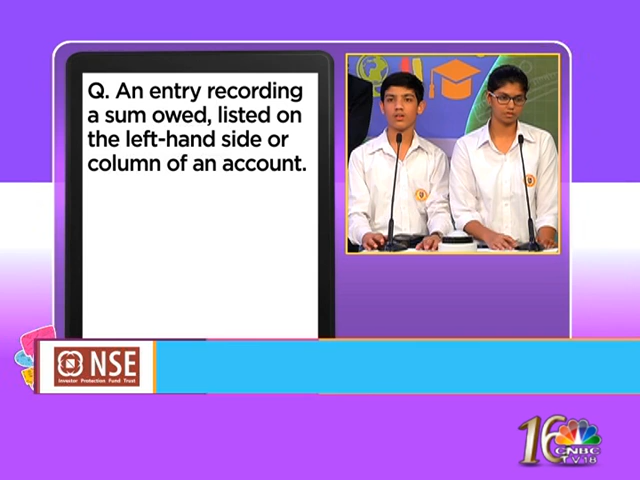 Q. An entry recording
a sum owed, listed on
the left-hand side or
column of an account.
NSE
Investor Protection Fund Trust
16
CNBC
TV18